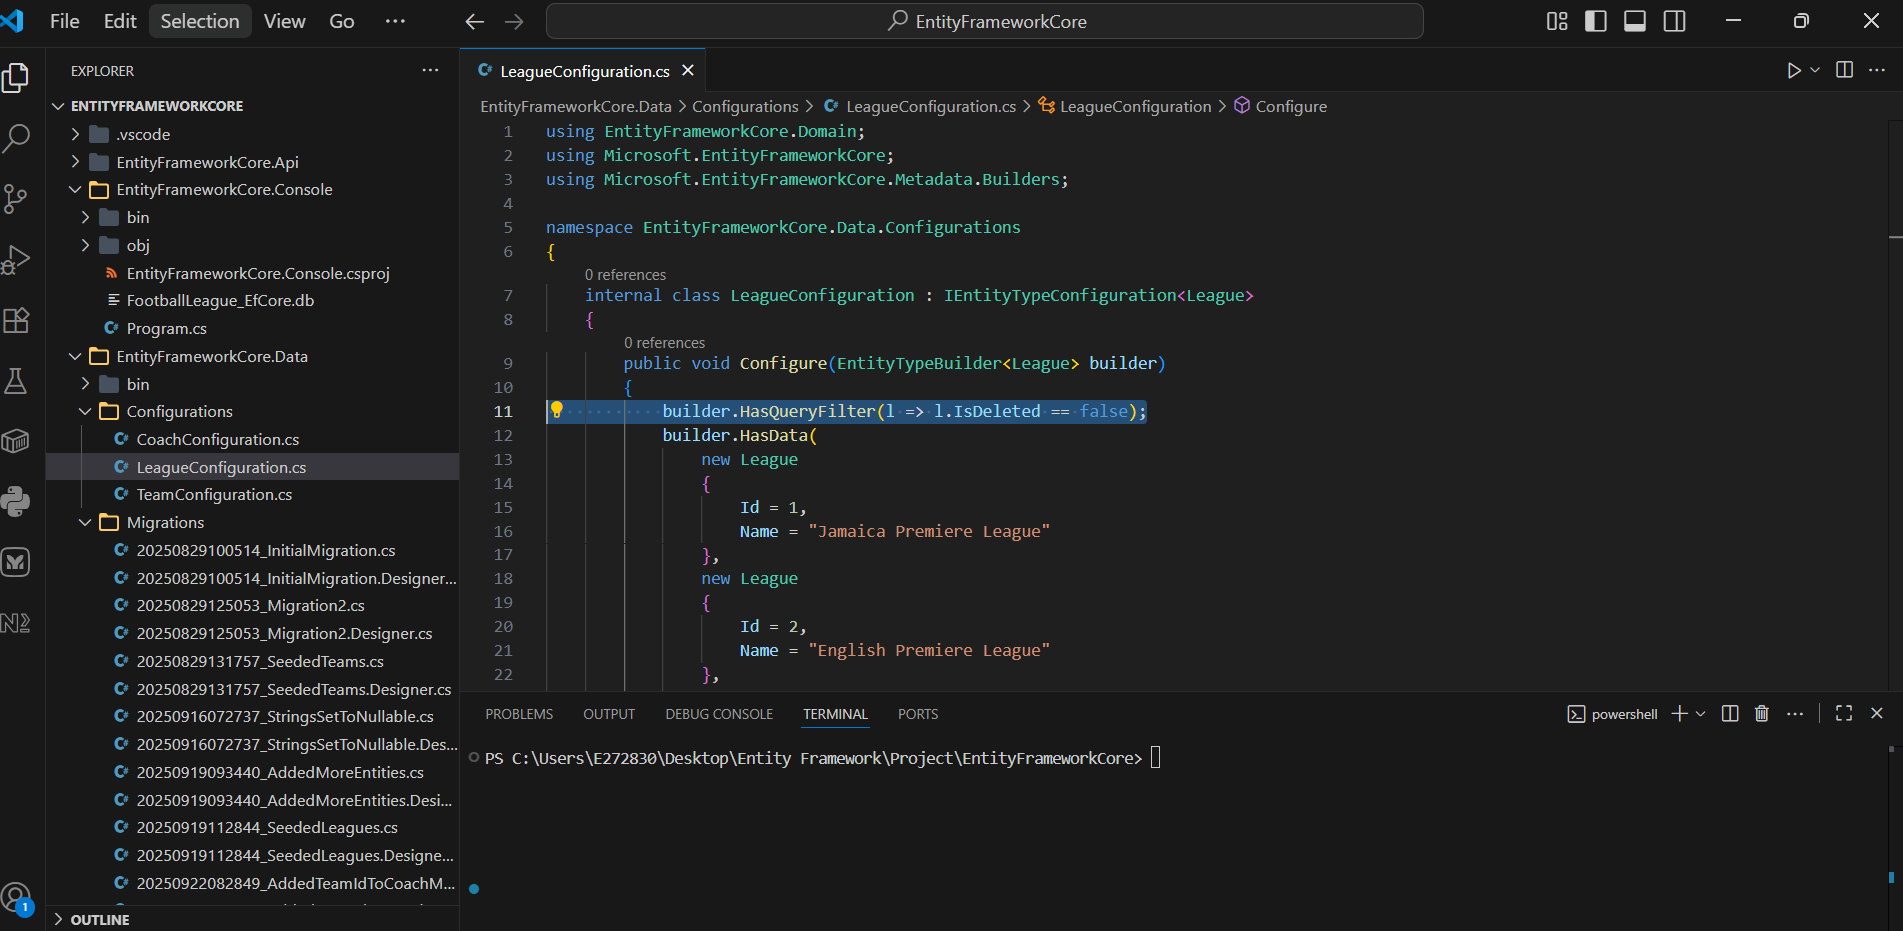 File Edit Selection View Go ···
EntityFrameworkCore
EXPLORER ···
ENTITYFRAMEWORKCORE
.vscode
EntityFrameworkCore.Api
EntityFrameworkCore.Console
bin
obj
EntityFrameworkCore.Console.csproj
FootballLeague_EfCore.db
C# Program.cs
EntityFrameworkCore.Data
bin
Configurations
C# CoachConfiguration.cs
C# LeagueConfiguration.cs
C# TeamConfiguration.cs
Migrations
C# 20250829100514_InitialMigration.cs
C# 20250829100514_InitialMigration.Designer...
C# 20250829125053_Migration2.cs
C# 20250829125053_Migration2.Designer.cs
C# 20250829131757_SeededTeams.cs
C# 20250829131757_SeededTeams.Designer.cs
C# 20250916072737_StringsSetToNullable.cs
C# 20250916072737_StringsSetToNullable.Des...
C# 20250919093440_AddedMoreEntities.cs
C# 20250919093440_AddedMoreEntities.Desi...
C# 20250919112844_SeededLeagues.cs
C# 20250919112844_SeededLeagues.Designe...
C# 20250922082849_AddedTeamIdToCoachM...
1
OUTLINE
C# LeagueConfiguration.cs
EntityFrameworkCore.Data > Configurations > C# LeagueConfiguration.cs > LeagueConfiguration > Configure
1 using EntityFrameworkCore.Domain;
2 using Microsoft.EntityFrameworkCore;
3 using Microsoft.EntityFrameworkCore.Metadata.Builders;
4
5 namespace EntityFrameworkCore.Data.Configurations
6 {
0 references
7 internal class LeagueConfiguration : IEntityTypeConfiguration<League>
8 {
0 references
9 public void Configure(EntityTypeBuilder<League> builder)
10 {
11 builder.HasQueryFilter(l => l.IsDeleted == false);
12 builder.HasData(
13 new League
14 {
15 Id = 1,
16 Name = "Jamaica Premiere League"
17 },
18 new League
19 {
20 Id = 2,
21 Name = "English Premiere League"
22 },
PROBLEMS OUTPUT DEBUG CONSOLE TERMINAL PORTS
powershell
PS C:\Users\E272830\Desktop\Entity Framework\Project\EntityFrameworkCore>